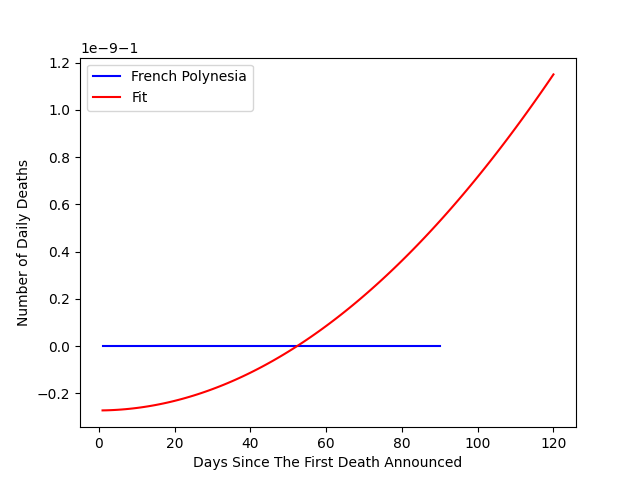 1e−9−1
1.2
1.0
0.8
0.6
0.4
0.2
0.0
−0.2
French Polynesia
Fit
Number of Daily Deaths
0 20 40 60 80 100 120
Days Since The First Death Announced